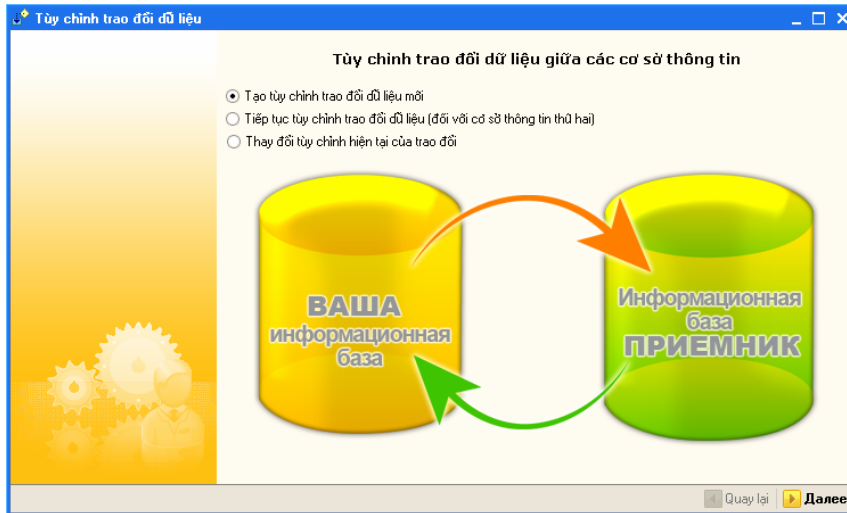 Tùy chỉnh trao đổi dữ liệu
Tùy chỉnh trao đổi dữ liệu giữa các cơ sở thông tin
Tạo tùy chỉnh trao đổi dữ liệu mới
Tiếp tục tùy chỉnh trao đổi dữ liệu (đối với cơ sở thông tin thứ hai)
Thay đổi tùy chỉnh hiện tại của trao đổi
ВАША
информационная
база
Информационная
база
ПРИЕМНИК
Quay lại
Далее